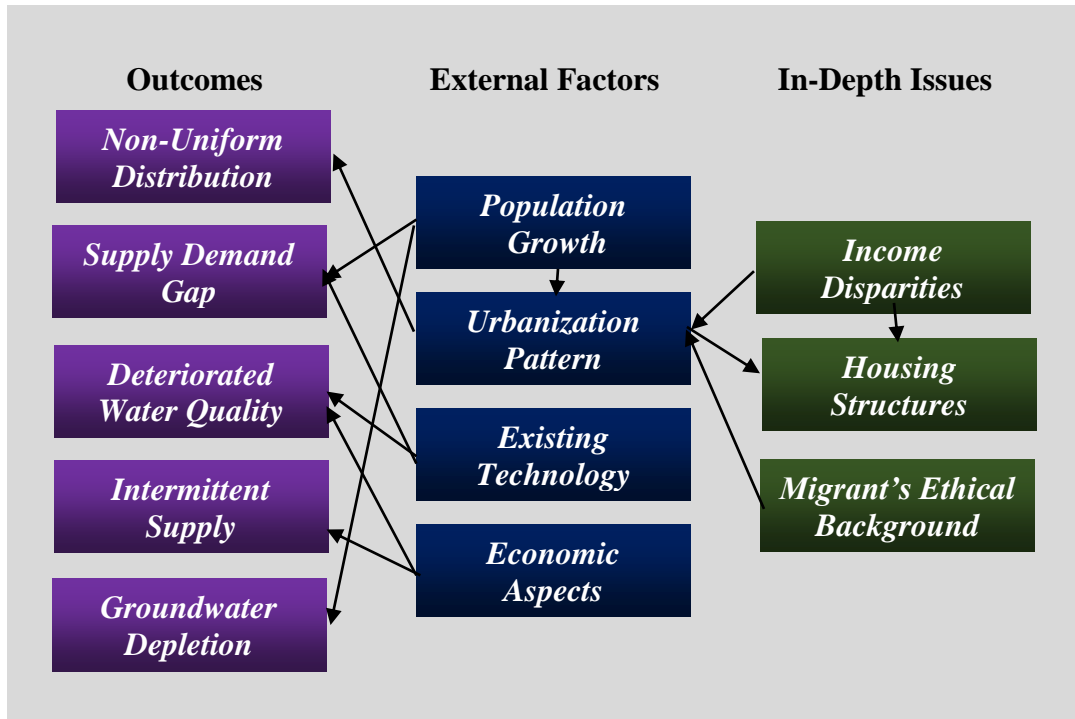 Outcomes
Non-Uniform
Distribution
Supply Demand
Gap
Deteriorated
Water Quality
Intermittent
Supply
Groundwater
Depletion
External Factors
Population
Growth
Urbanization
Pattern
Existing
Technology
Economic
Aspects
In-Depth Issues
Income
Disparities
Housing
Structures
Migrant’s Ethical
Background